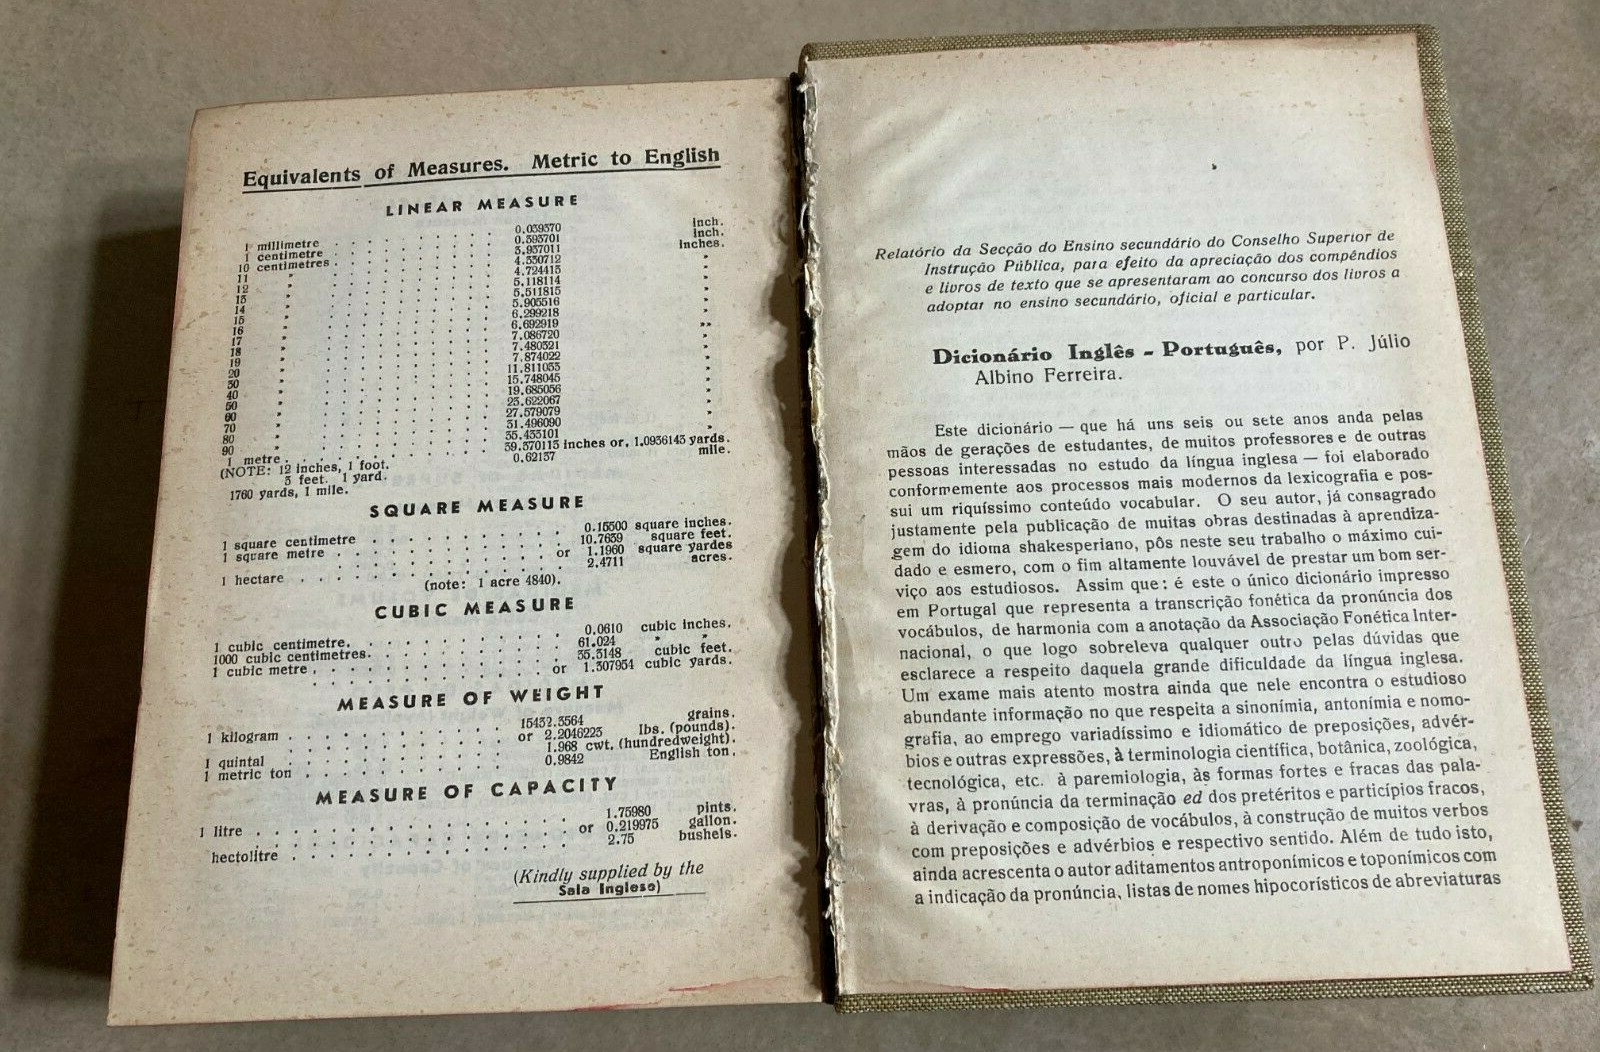 Equivalents of Measures. Metric to English
LINEAR MEASURE
1 millimetre . . . . . . . . 0.039370 inch.
1 centimetre . . . . . . . . 0.393701 inch.
10 centimetres . . . . . . . . 3.937011 inches.
11 " . . . . . . . . 4.330712 "
12 " . . . . . . . . 4.724413 "
13 " . . . . . . . . 5.118114 "
14 " . . . . . . . . 5.511815 "
15 " . . . . . . . . 5.905516 "
16 " . . . . . . . . 6.299218 "
17 " . . . . . . . . 6.692919 "
18 " . . . . . . . . 7.086720 "
19 " . . . . . . . . 7.480321 "
20 " . . . . . . . . 7.874022 "
30 " . . . . . . . . 11.811033 "
40 " . . . . . . . . 15.748045 "
50 " . . . . . . . . 19.685056 "
60 " . . . . . . . . 23.622067 "
70 " . . . . . . . . 27.579079 "
80 " . . . . . . . . 31.496090 "
90 " . . . . . . . . 35.433101 "
1 metre . . . . . . . . 39.370113 inches or, 1.0936143 yards.
0.62137 mile.
(NOTE: 12 inches, 1 foot.
3 feet. 1 yard.
1760 yards, 1 mile.
SQUARE MEASURE
1 square centimetre . . . . . . . . 0.15500 square inches.
1 square metre . . . . . . . . 10.7639 square feet.
or 1.1960 square yardes
1 hectare . . . . . . . . 2.4711 acres.
(note: 1 acre 4840).
CUBIC MEASURE
1 cubic centimetre. . . . . . . . 0.0610 cubic inches.
1000 cubic centimetres. . . . . . . . 61.024 " "
1 cubic metre . . . . . . . . 35.3148 cubic feet.
or 1.307954 cubic yards.
MEASURE OF WEIGHT
1 kilogram . . . . . . . . 15432.3564 grains.
or 2.2046223 lbs. (pounds).
1 quintal . . . . . . . . 1.968 cwt. (hundredweight).
1 metric ton . . . . . . . . 0.9842 English ton.
MEASURE OF CAPACITY
1 litre . . . . . . . . 1.75980 pints.
or 0.219975 gallon.
hectolitre . . . . . . . . 2.75 bushels.
(Kindly supplied by the
Sala Inglesa)
Relatório da Secção do Ensino secundário do Conselho Superior de
Instrução Pública, para efeito da apreciação dos compêndios
e livros de texto que se apresentaram ao concurso dos livros a
adoptar no ensino secundário, oficial e particular.
Dicionário Inglês - Português, por P. Júlio
Albino Ferreira.
Este dicionário — que há uns seis ou sete anos anda pelas
mãos de gerações de estudantes, de muitos professores e de outras
pessoas interessadas no estudo da língua inglesa — foi elaborado
conformemente aos processos mais modernos da lexicografia e pos-
sui um riquíssimo conteúdo vocabular. O seu autor, já consagrado
justamente pela publicação de muitas obras destinadas à aprendiza-
gem do idioma shakesperiano, pôs neste seu trabalho o máximo cui-
dado e esmero, com o fim altamente louvável de prestar um bom ser-
viço aos estudiosos. Assim que: é este o único dicionário impresso
em Portugal que representa a transcrição fonética da pronúncia dos
vocábulos, de harmonia com a anotação da Associação Fonética Inter-
nacional, o que logo sobreleva qualquer outro pelas dúvidas que
esclarece a respeito daquela grande dificuldade da língua inglesa.
Um exame mais atento mostra ainda que nele encontra o estudioso
abundante informação no que respeita a sinonímia, antonímia e nomo-
grafia, ao emprego variadíssimo e idiomático de preposições, advér-
bios e outras expressões, à terminologia científica, botânica, zoológica,
tecnológica, etc. à paremiologia, às formas fortes e fracas das pala-
vras, à pronúncia da terminação ed dos pretéritos e particípios fracos,
à derivação e composição de vocábulos, à construção de muitos verbos
com preposições e advérbios e respectivo sentido. Além de tudo isto,
ainda acrescenta o autor aditamentos antroponímicos e toponímicos com
a indicação da pronúncia, listas de nomes hipocorísticos de abreviaturas